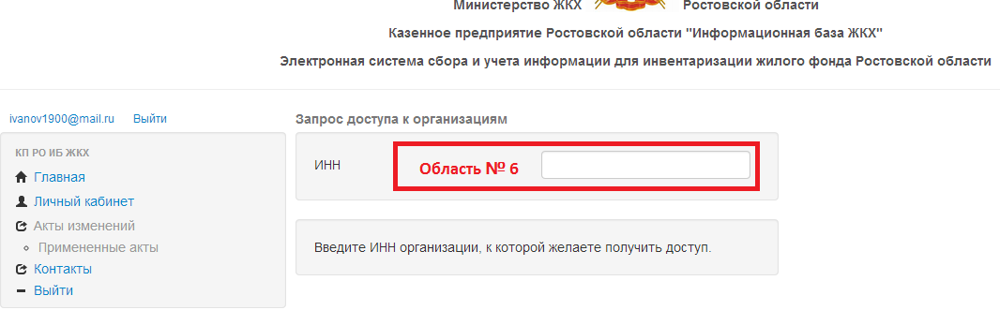 Министерство ЖКХ Ростовской области
Казенное предприятие Ростовской области "Информационная база ЖКХ"
Электронная система сбора и учета информации для инвентаризации жилого фонда Ростовской области
ivanov1900@mail.ru Выйти
КП РО ИБ ЖКХ
Главная
Личный кабинет
Акты изменений
Примененные акты
Контакты
Выйти
Запрос доступа к организациям
ИНН Область № 6
Введите ИНН организации, к которой желаете получить доступ.